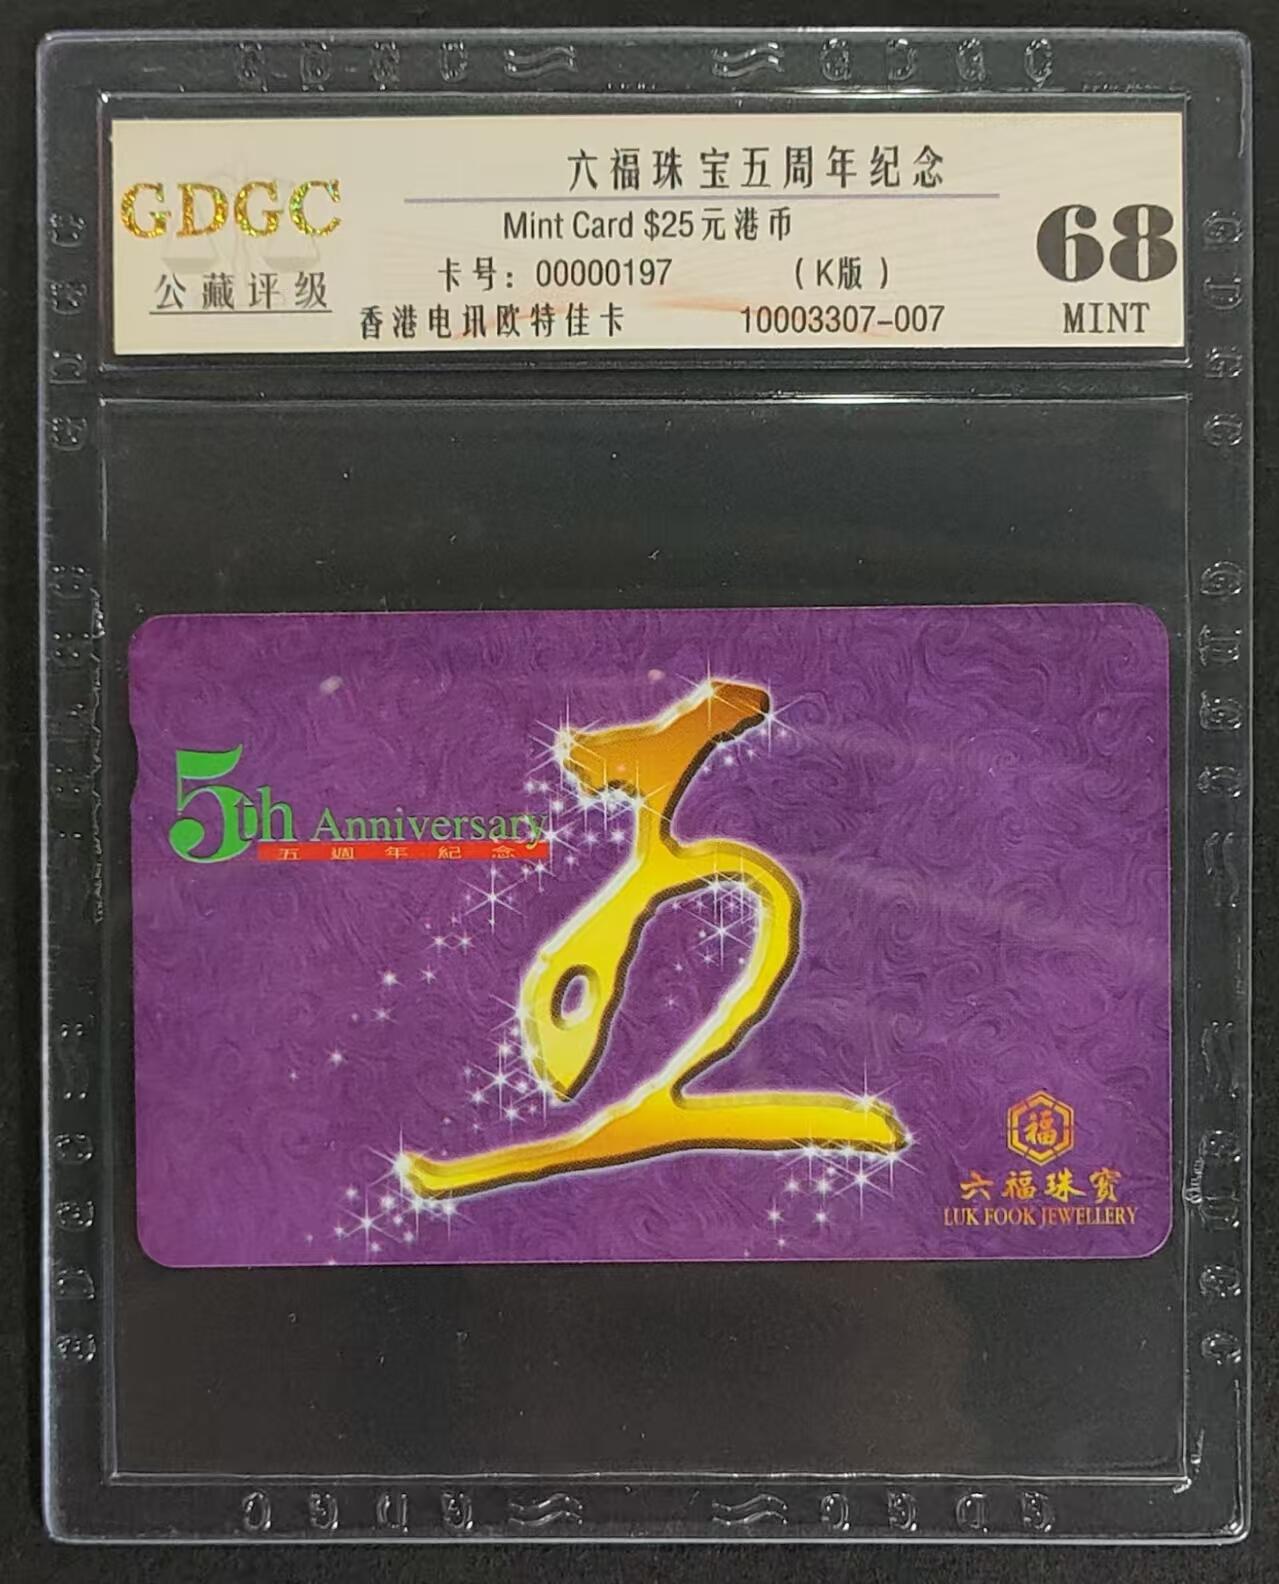 GDGC
公藏评级
六福珠宝五周年纪念
Mint Card $25元港币
卡号：00000197 （K版）
香港电讯欧特佳卡 10003307-007
68
MINT
5th Anniversary
五週年紀念
五
福
六福珠寶
LUK FOOK JEWELLERY